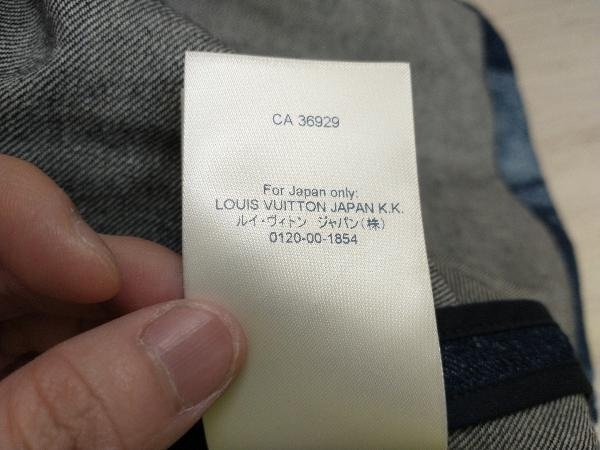 CA 36929
For Japan only:
LOUIS VUITTON JAPAN K.K.
ルイ・ヴィトン ジャパン(株)
0120-00-1854